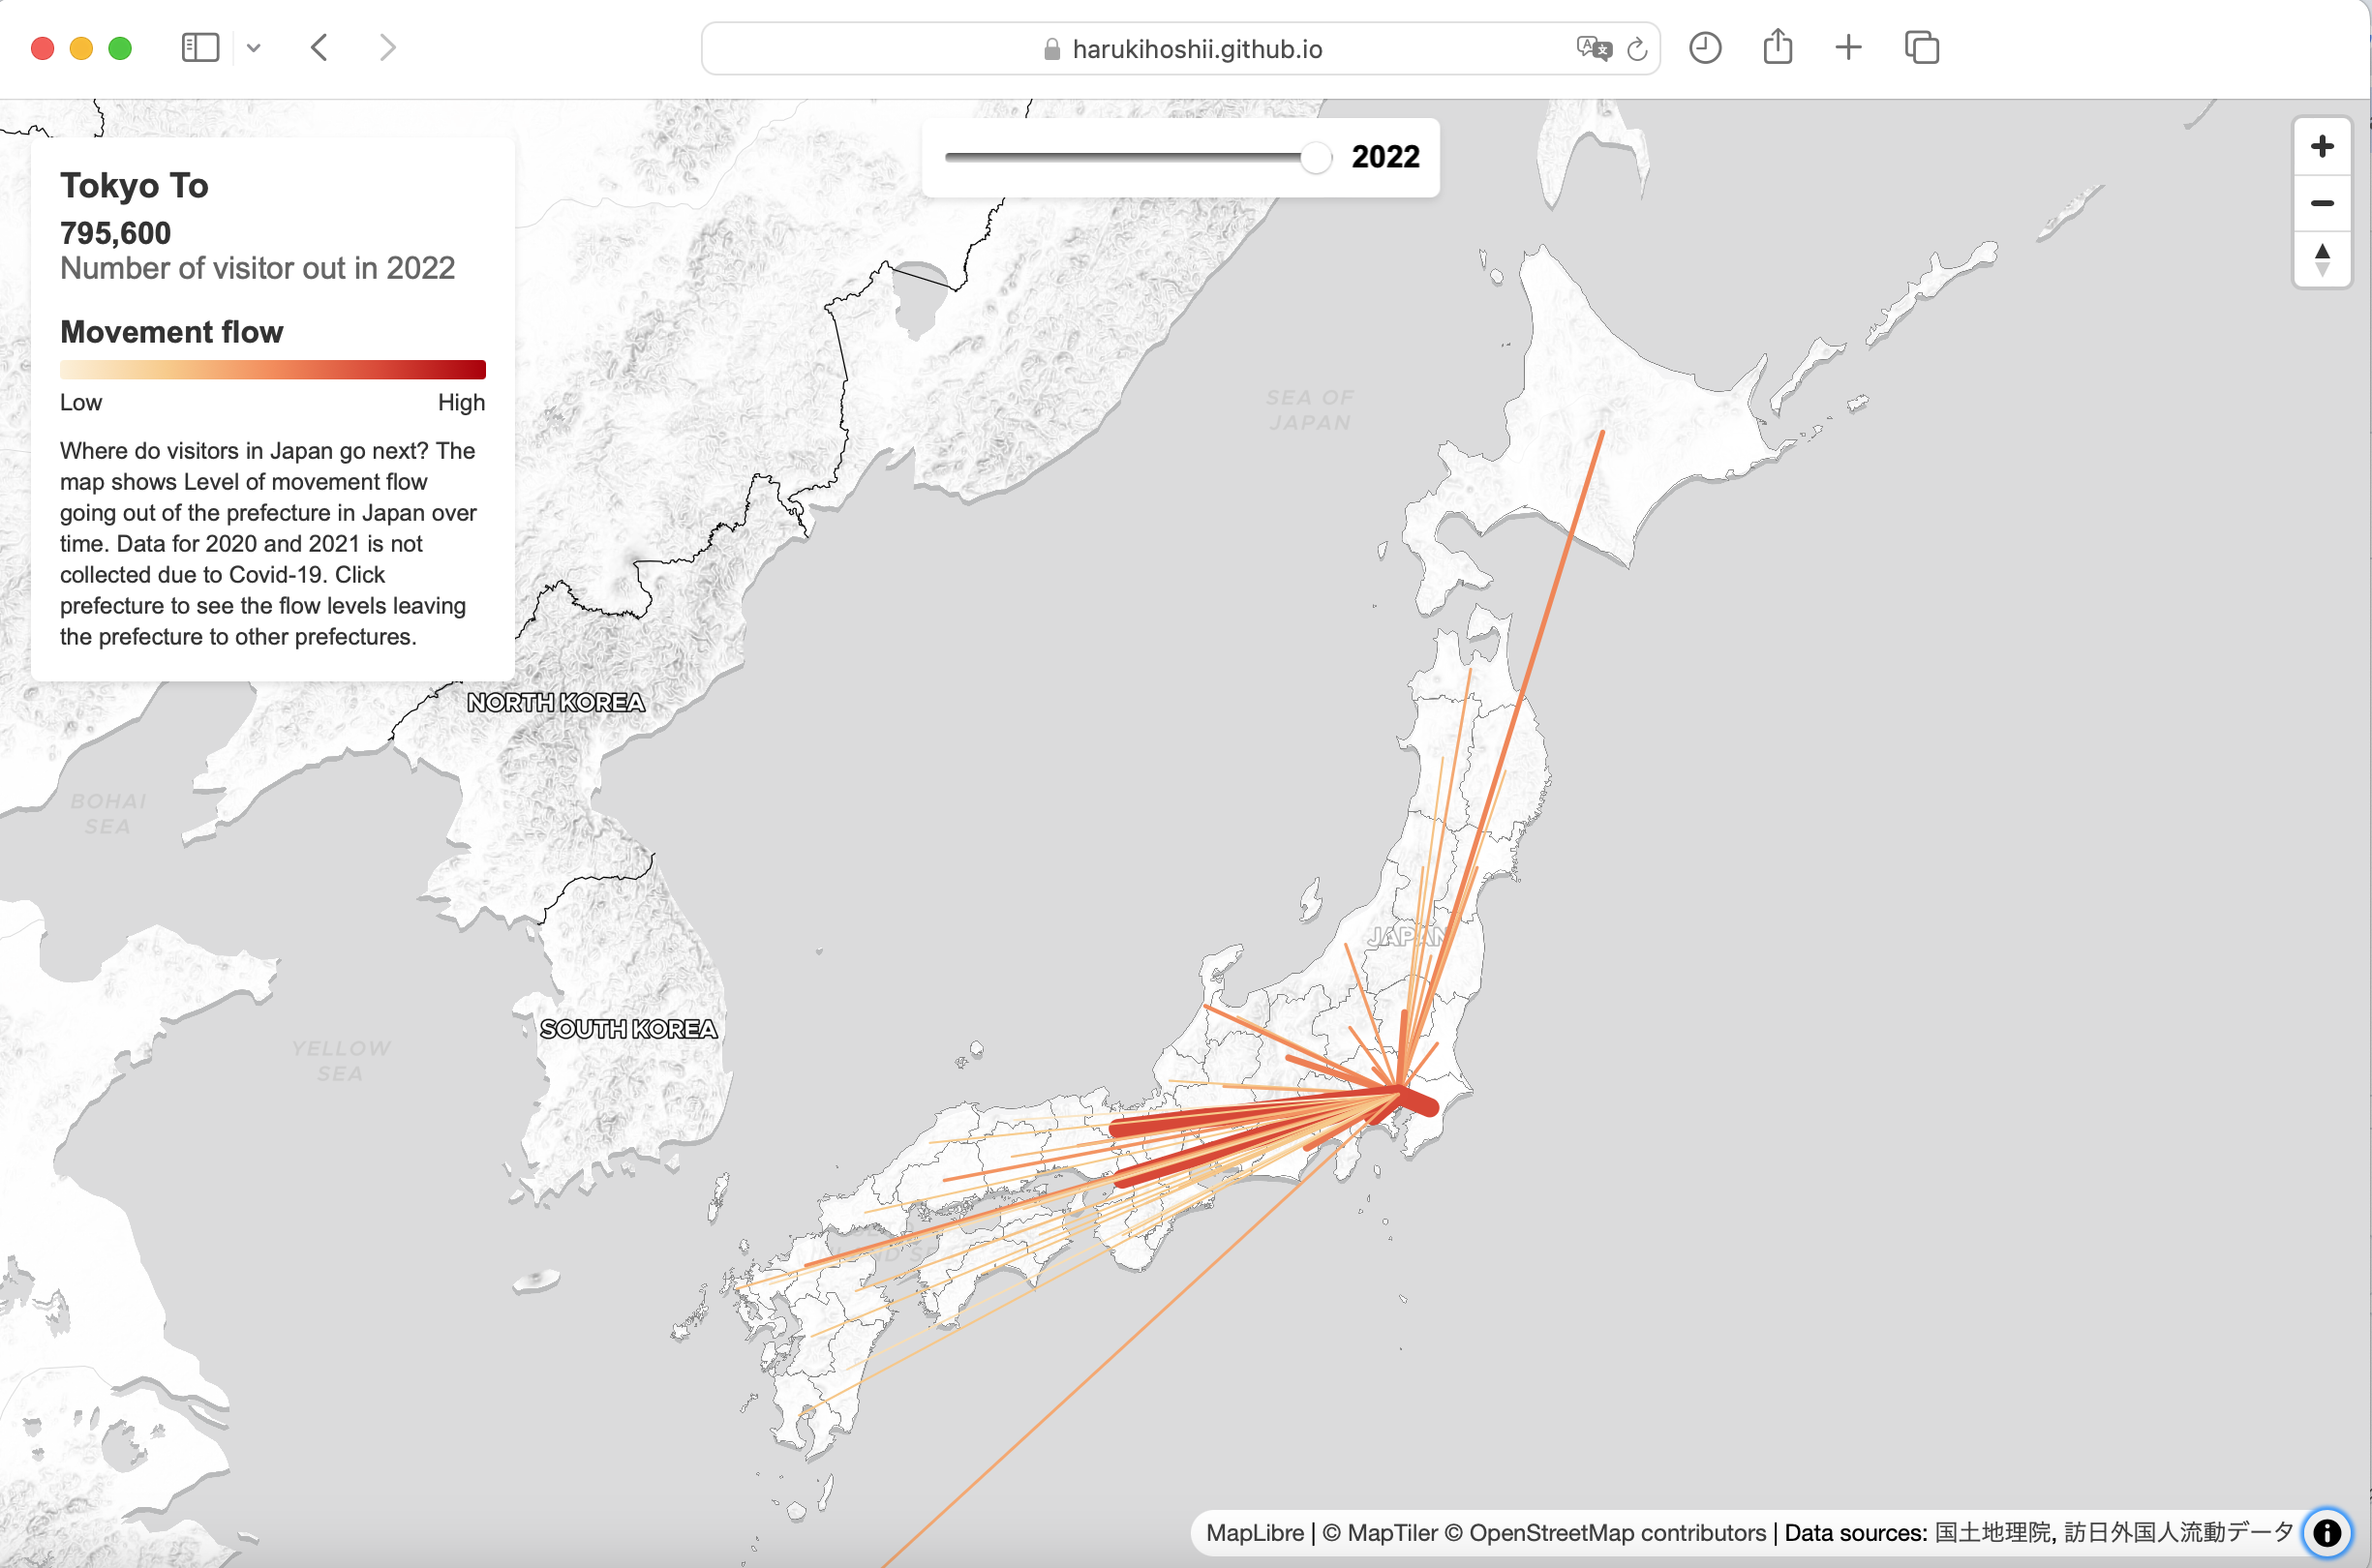 harukihoshii.github.io
2022
Tokyo To
795,600
Number of visitor out in 2022
Movement flow
Low High
Where do visitors in Japan go next? The
map shows Level of movement flow
going out of the prefecture in Japan over
time. Data for 2020 and 2021 is not
collected due to Covid-19. Click
prefecture to see the flow levels leaving
the prefecture to other prefectures.
SEA OF
JAPAN
NORTH KOREA
BOHAI
SEA
JAPAN
SOUTH KOREA
YELLOW
SEA
MapLibre | © MapTiler © OpenStreetMap contributors | Data sources: 国土地理院, 訪日外国人流動データ